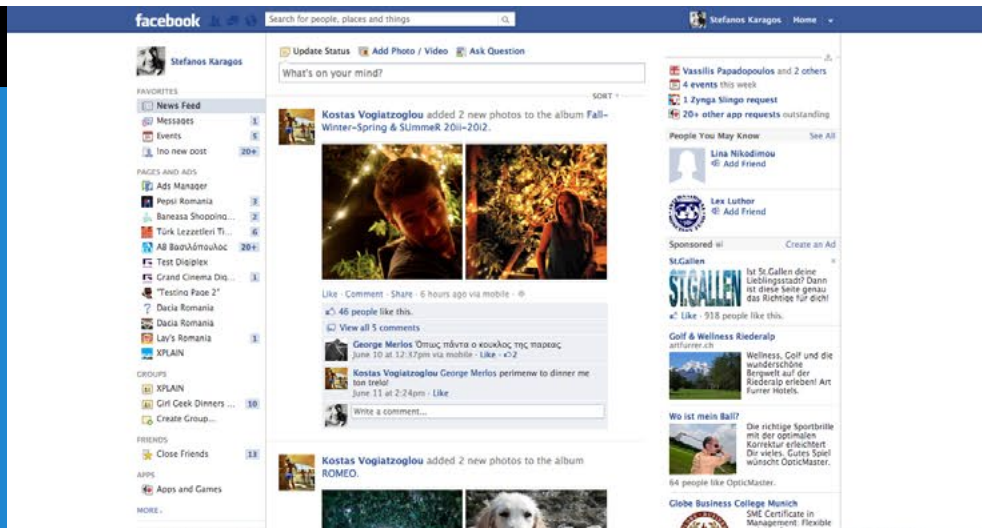 facebook
Search for people, places and things
Stefanos Karagos Home
Stefanos Karagos
FAVORITES
News Feed
Messages 1
Events 5
!no new post 20+
PAGES AND ADS
Ads Manager
Pepsi Romania 3
Baneasa Shopping... 2
Türk Lezzetleri Ti... 6
ΑΒ Βασιλόπουλος 20+
Test Digiplex
Grand Cinema Dig... 1
"Testing Page 2"
Dacia Romania
Dacia Romania
Lay's Romania 1
XPLAIN
GROUPS
XPLAIN
Girl Geek Dinners ... 10
Create Group...
FRIENDS
Close Friends 13
APPS
Apps and Games
MORE
Update Status Add Photo / Video Ask Question
What's on your mind?
SORT
Kostas Vogiatzoglou added 2 new photos to the album Fall-
Winter-Spring & SUmmeR 20ii-20i2.
Like · Comment · Share · 6 hours ago via mobile ·
46 people like this.
View all 5 comments
George Merlos Όπως πάντα ο κουκλος της παρεας
June 10 at 12:37pm via mobile · Like · 2
Kostas Vogiatzoglou George Merlos perimenw to dinner me
ton trelo!
June 11 at 2:24pm · Like
Write a comment...
Kostas Vogiatzoglou added 2 new photos to the album
ROMEO.
Vassilis Papadopoulos and 2 others
4 events this week
1 Zynga Slingo request
20+ other app requests outstanding
People You May Know See All
Lina Nikodimou
Add Friend
Lex Luthor
Add Friend
Sponsored Create an Ad
St.Gallen
ST.GALLEN
Ist St.Gallen deine
Lieblingsstadt? Dann
ist diese Seite genau
das Richtige für dich!
Like · 918 people like this.
Golf & Wellness Riederalp
artfurrer.ch
Wellness, Golf und die
wunderschöne
Bergwelt auf der
Riederalp erleben! Art
Furrer Hotels.
Wo ist mein Ball?
Die richtige Sportbrille
mit der optimalen
Korrektur erleichtert
Dir vieles. Gutes Spiel
wünscht OpticMaster.
64 people like OpticMaster.
Globe Business College Munich
SME Certificate in
Management: Flexible